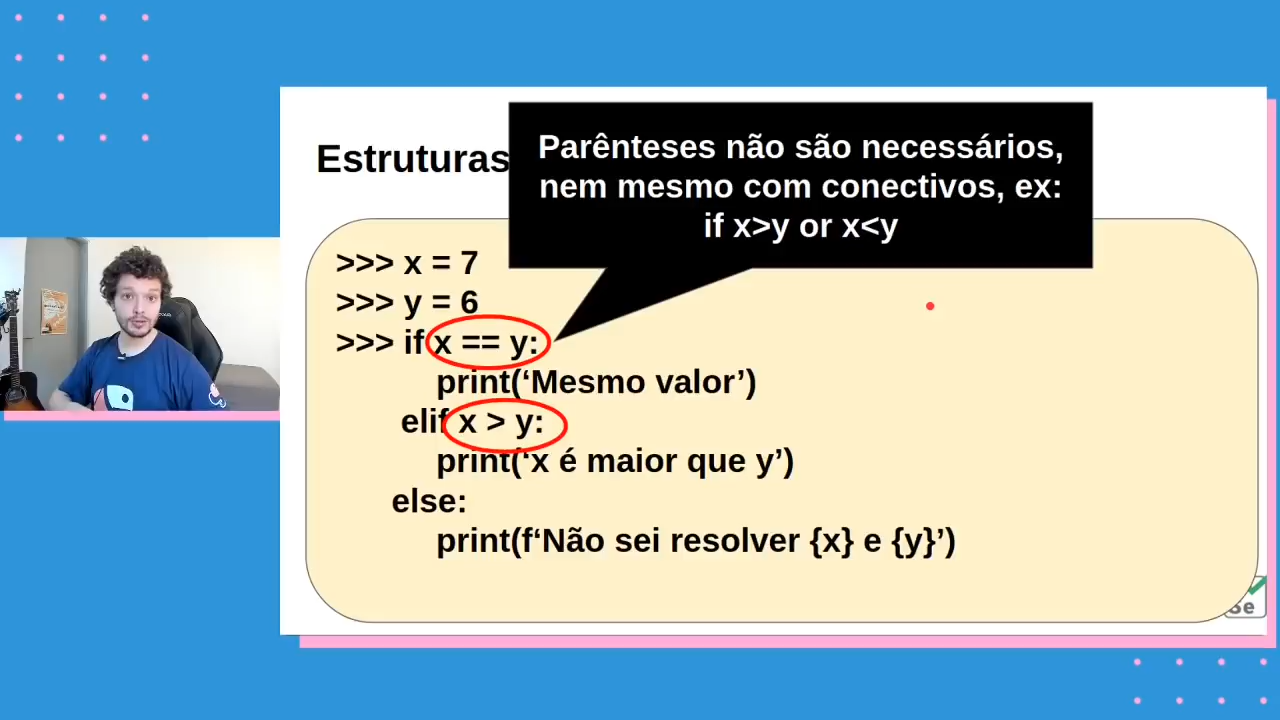 Estruturas
Parênteses não são necessários,
nem mesmo com conectivos, ex:
if x>y or x<y
>>> x = 7
>>> y = 6
>>> if x == y:
print(‘Mesmo valor’)
elif x > y:
print(‘x é maior que y’)
else:
print(f‘Não sei resolver {x} e {y}’)
Se